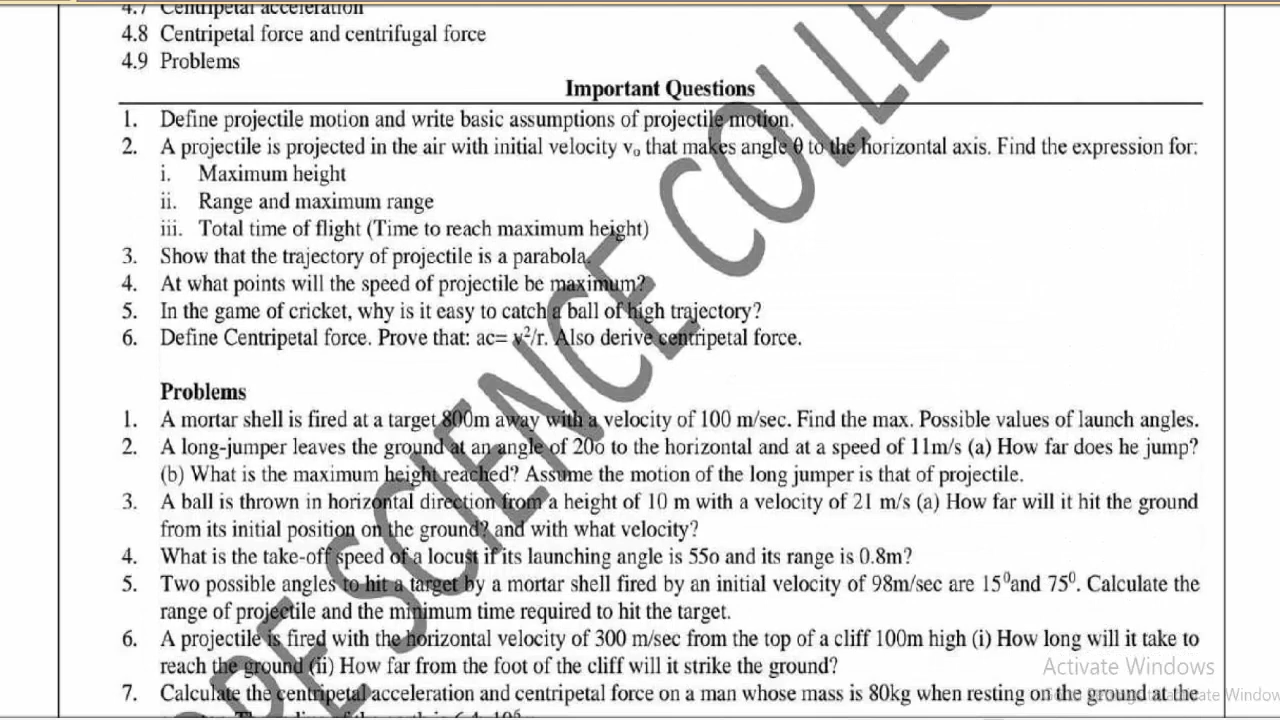 4.7 Centripetal acceleration
4.8 Centripetal force and centrifugal force
4.9 Problems
Important Questions
1. Define projectile motion and write basic assumptions of projectile motion.
2. A projectile is projected in the air with initial velocity vₒ that makes angle θ to the horizontal axis. Find the expression for:
i. Maximum height
ii. Range and maximum range
iii. Total time of flight (Time to reach maximum height)
3. Show that the trajectory of projectile is a parabola.
4. At what points will the speed of projectile be maximum?
5. In the game of cricket, why is it easy to catch a ball of high trajectory?
6. Define Centripetal force. Prove that: ac= v²/r. Also derive centripetal force.
Problems
1. A mortar shell is fired at a target 800m away with a velocity of 100 m/sec. Find the max. Possible values of launch angles.
2. A long-jumper leaves the ground at an angle of 20o to the horizontal and at a speed of 11m/s (a) How far does he jump?
(b) What is the maximum height reached? Assume the motion of the long jumper is that of projectile.
3. A ball is thrown in horizontal direction from a height of 10 m with a velocity of 21 m/s (a) How far will it hit the ground
from its initial position on the ground? and with what velocity?
4. What is the take-off speed of a locust if its launching angle is 55o and its range is 0.8m?
5. Two possible angles to hit a target by a mortar shell fired by an initial velocity of 98m/sec are 15⁰and 75⁰. Calculate the
range of projectile and the minimum time required to hit the target.
6. A projectile is fired with the horizontal velocity of 300 m/sec from the top of a cliff 100m high (i) How long will it take to
reach the ground (ii) How far from the foot of the cliff will it strike the ground?
7. Calculate the centripetal acceleration and centripetal force on a man whose mass is 80kg when resting on the ground at the
SCIENCE
Activate Windows